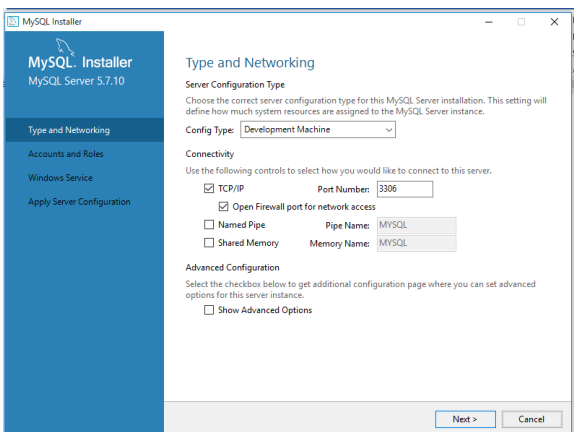 MySQL Installer
MySQL. Installer
MySQL Server 5.7.10
Type and Networking
Accounts and Roles
Windows Service
Apply Server Configuration
Type and Networking
Server Configuration Type
Choose the correct server configuration type for this MySQL Server installation. This setting will
define how much system resources are assigned to the MySQL Server instance.
Config Type: Development Machine
Connectivity
Use the following controls to select how you would like to connect to this server.
TCP/IP Port Number: 3306
Open Firewall port for network access
Named Pipe Pipe Name: MYSQL
Shared Memory Memory Name: MYSQL
Advanced Configuration
Select the checkbox below to get additional configuration page where you can set advanced
options for this server instance.
Show Advanced Options
Next > Cancel